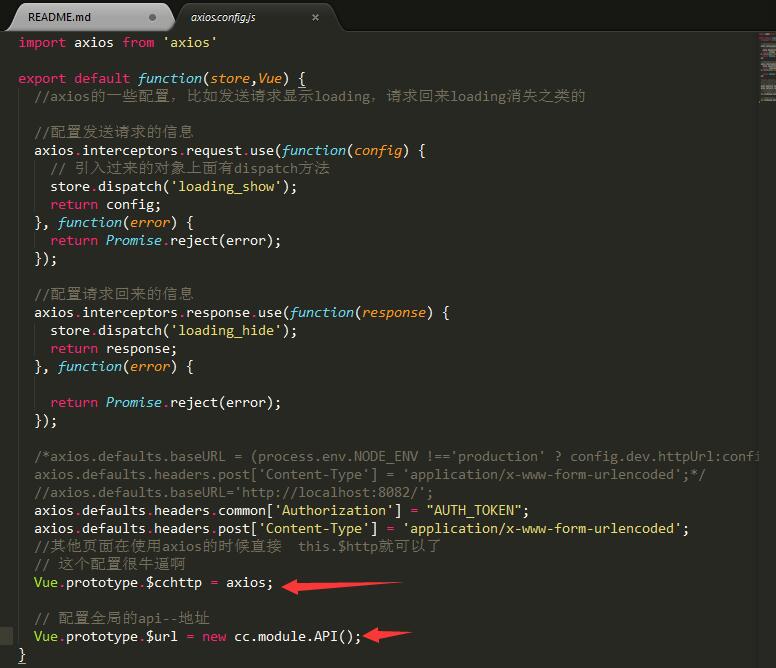 README.md
axios.config.js
import axios from 'axios'
export default function(store,Vue) {
//axios的一些配置，比如发送请求显示loading，请求回来loading消失之类的
//配置发送请求的信息
axios.interceptors.request.use(function(config) {
// 引入过来的对象上面有dispatch方法
store.dispatch('loading_show');
return config;
}, function(error) {
return Promise.reject(error);
});
//配置请求回来的信息
axios.interceptors.response.use(function(response) {
store.dispatch('loading_hide');
return response;
}, function(error) {
return Promise.reject(error);
});
/*axios.defaults.baseURL = (process.env.NODE_ENV !=='production' ? config.dev.httpUrl:confi
axios.defaults.headers.post['Content-Type'] = 'application/x-www-form-urlencoded';*/
//axios.defaults.baseURL='http://localhost:8082/';
axios.defaults.headers.common['Authorization'] = "AUTH_TOKEN";
axios.defaults.headers.post['Content-Type'] = 'application/x-www-form-urlencoded';
//其他页面在使用axios的时候直接  this.$http就可以了
// 这个配置很牛逼啊
Vue.prototype.$cchttp = axios;
// 配置全局的api--地址
Vue.prototype.$url = new cc.module.API();
}